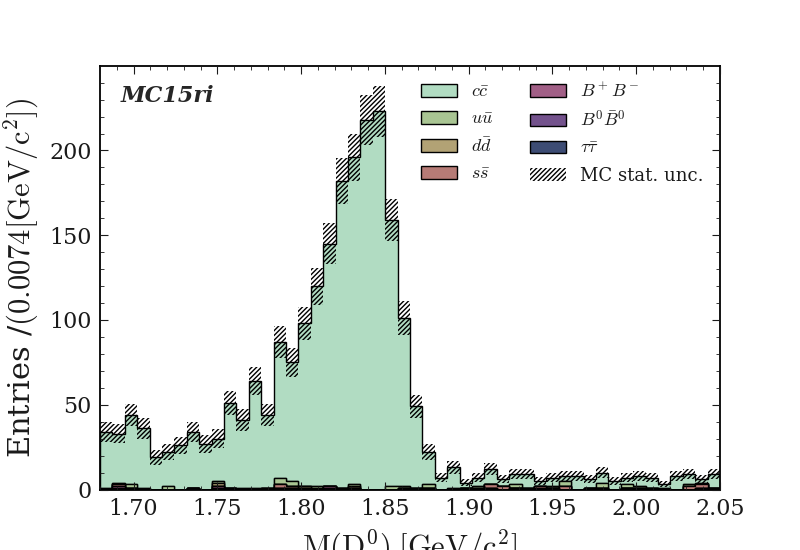 MC15ri
cc̄
uū
dd̄
ss̄
B⁺B⁻
B⁰B̄⁰
ττ̄
MC stat. unc.
Entries /(0.0074[GeV/c²])
200
150
100
50
0
1.70 1.75 1.80 1.85 1.90 1.95 2.00 2.05
M(D⁰) [GeV/c²]